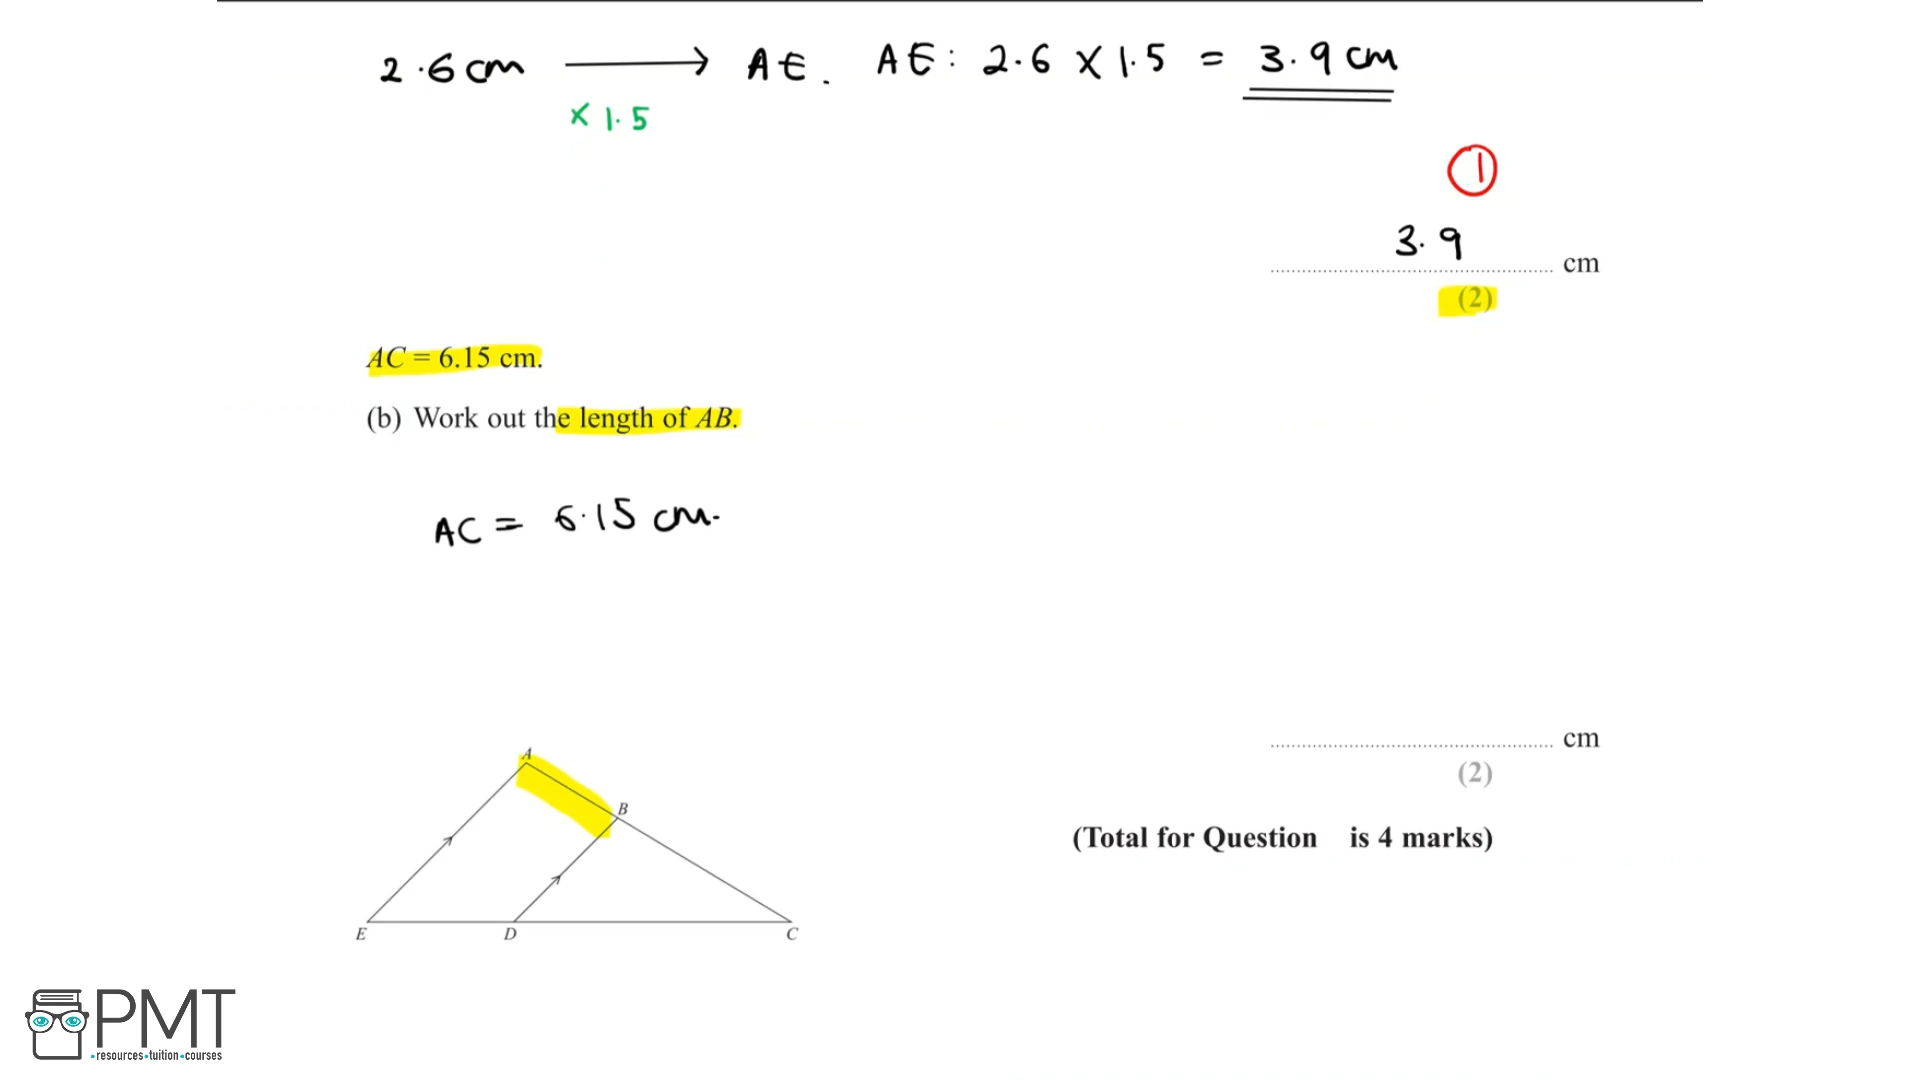 2.6 cm → AE. AE: 2.6 × 1.5 = 3.9 cm
× 1.5
1
3.9
cm
(2)
AC = 6.15 cm.
(b) Work out the length of AB.
AC = 6.15 cm.
cm
(2)
(Total for Question is 4 marks)
A
B
E
D
C
PMT
•resources•tuition•courses